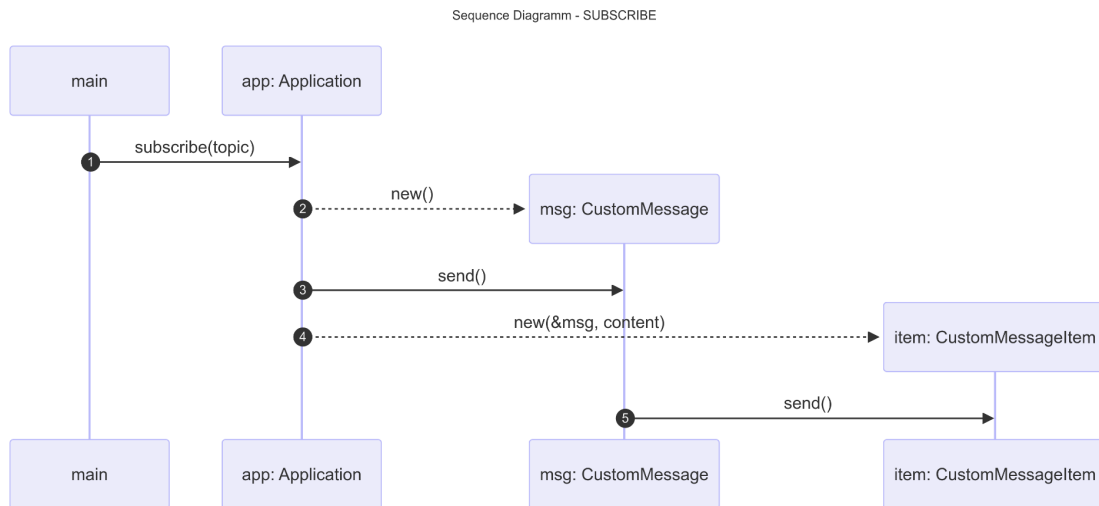 Sequence Diagramm - SUBSCRIBE
main
app: Application
1
subscribe(topic)
2
new()
msg: CustomMessage
3
send()
4
new(&msg, content)
item: CustomMessageItem
5
send()
main
app: Application
msg: CustomMessage
item: CustomMessageItem